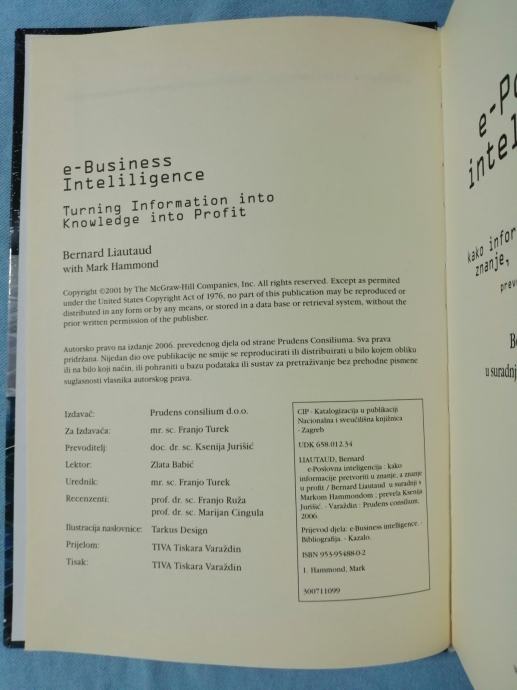 e-Business
Inteliligence
Turning Information into
Knowledge into Profit
Bernard Liautaud
with Mark Hammond
Copyright ©2001 by The McGraw-Hill Companies, Inc. All rights reserved. Except as permited
under the United States Copyright Act of 1976, no part of this publication may be reproduced or
distributed in any form or by any means, or stored in a data base or retrieval system, without the
prior written permission of the publisher.
Autorsko pravo na izdanje 2006. prevedenog djela od strane Prudens Consiliuma. Sva prava
pridržana. Nijedan dio ove publikacije ne smije se reproducirati ili distribuirati u bilo kojem obliku
ili na bilo koji način, ili pohraniti u bazu podataka ili sustav za pretraživanje bez prehodne pismene
suglasnosti vlasnika autorskog prava.
Izdavač: Prudens consilium d.o.o.
Za Izdavača: mr. sc. Franjo Turek
Prevoditelj: doc. dr. sc. Ksenija Jurišić
Lektor: Zlata Babić
Urednik: mr. sc. Franjo Turek
Recenzenti: prof. dr. sc. Franjo Ruža
prof. dr. sc. Marijan Cingula
Ilustracija naslovnice: Tarkus Design
Prijelom: TIVA Tiskara Varaždin
Tisak: TIVA Tiskara Varaždin
CIP - Katalogizacija u publikaciji
Nacionalna i sveučilišna knjižnica
- Zagreb
UDK 658.012.34
LIAUTAUD, Bernard
e-Poslovna inteligencija : kako
informacije pretvoriti u znanje, a znanje
u profit / Bernard Liautaud u suradnji s
Markom Hammondom ; prevela Ksenija
Jurišić. - Varaždin : Prudens consilium,
2006.
Prijevod djela: e-Business intelligence. -
Bibliografija. - Kazalo.
ISBN 953-95488-0-2
I. Hammond, Mark
300711099
e-Po
intel
kako infor
znanje,
prevo
Be
u suradnj